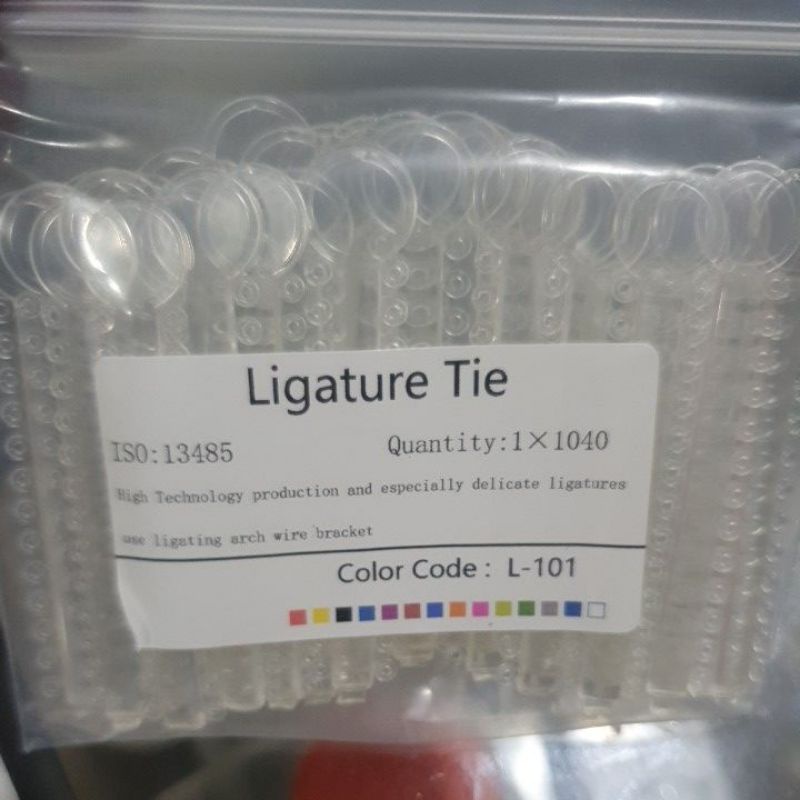 Ligature Tie
ISO:13485 Quantity:1×1040
High Technology production and especially delicate ligatures
use ligating arch wire bracket
Color Code : L-101